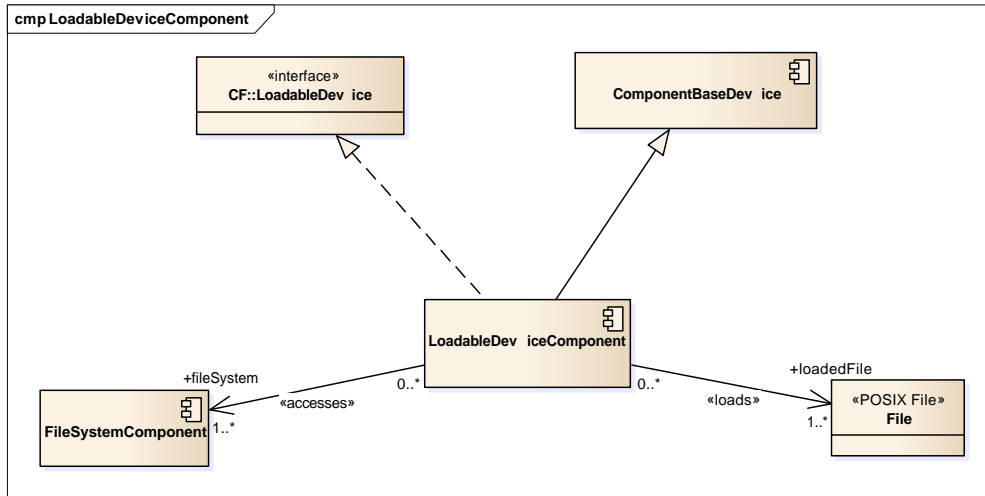 cmp LoadableDeviceComponent
«interface»
CF::LoadableDev ice
ComponentBaseDev ice
LoadableDev iceComponent
+fileSystem
0..*
«accesses»
1..*
FileSystemComponent
0..*
«loads»
+loadedFile
1..*
«POSIX File»
File